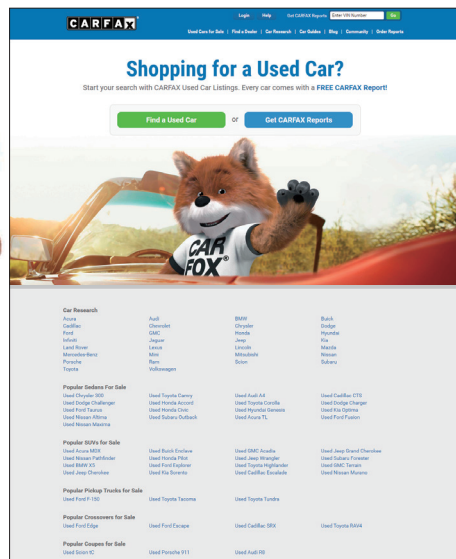 CARFAX
Login Help Get CARFAX Reports Enter VIN Number Go
Used Cars for Sale | Find a Dealer | Car Research | Car Guides | Blog | Community | Order Reports
Shopping for a Used Car?
Start your search with CARFAX Used Car Listings. Every car comes with a FREE CARFAX Report!
Find a Used Car or Get CARFAX Reports
CAR
FOX®
Car Research
Acura Audi BMW Buick
Cadillac Chevrolet Chrysler Dodge
Ford GMC Honda Hyundai
Infiniti Jaguar Jeep Kia
Land Rover Lexus Lincoln Mazda
Mercedes-Benz Mini Mitsubishi Nissan
Porsche Ram Scion Subaru
Toyota Volkswagen
Popular Sedans For Sale
Used Chrysler 300 Used Toyota Camry Used Audi A4 Used Cadillac CTS
Used Dodge Challenger Used Honda Accord Used Toyota Corolla Used Dodge Charger
Used Ford Taurus Used Honda Civic Used Hyundai Genesis Used Kia Optima
Used Nissan Altima Used Subaru Outback Used Acura TL Used Ford Fusion
Used Nissan Maxima
Popular SUVs for Sale
Used Acura MDX Used Buick Enclave Used GMC Acadia Used Jeep Grand Cherokee
Used Nissan Pathfinder Used Honda Pilot Used Jeep Wrangler Used Subaru Forester
Used BMW X5 Used Ford Explorer Used Toyota Highlander Used GMC Terrain
Used Jeep Cherokee Used Kia Sorento Used Cadillac Escalade Used Nissan Murano
Popular Pickup Trucks for Sale
Used Ford F-150 Used Toyota Tacoma Used Toyota Tundra
Popular Crossovers for Sale
Used Ford Edge Used Ford Escape Used Cadillac SRX Used Toyota RAV4
Popular Coupes for Sale
Used Scion tC Used Porsche 911 Used Audi R8